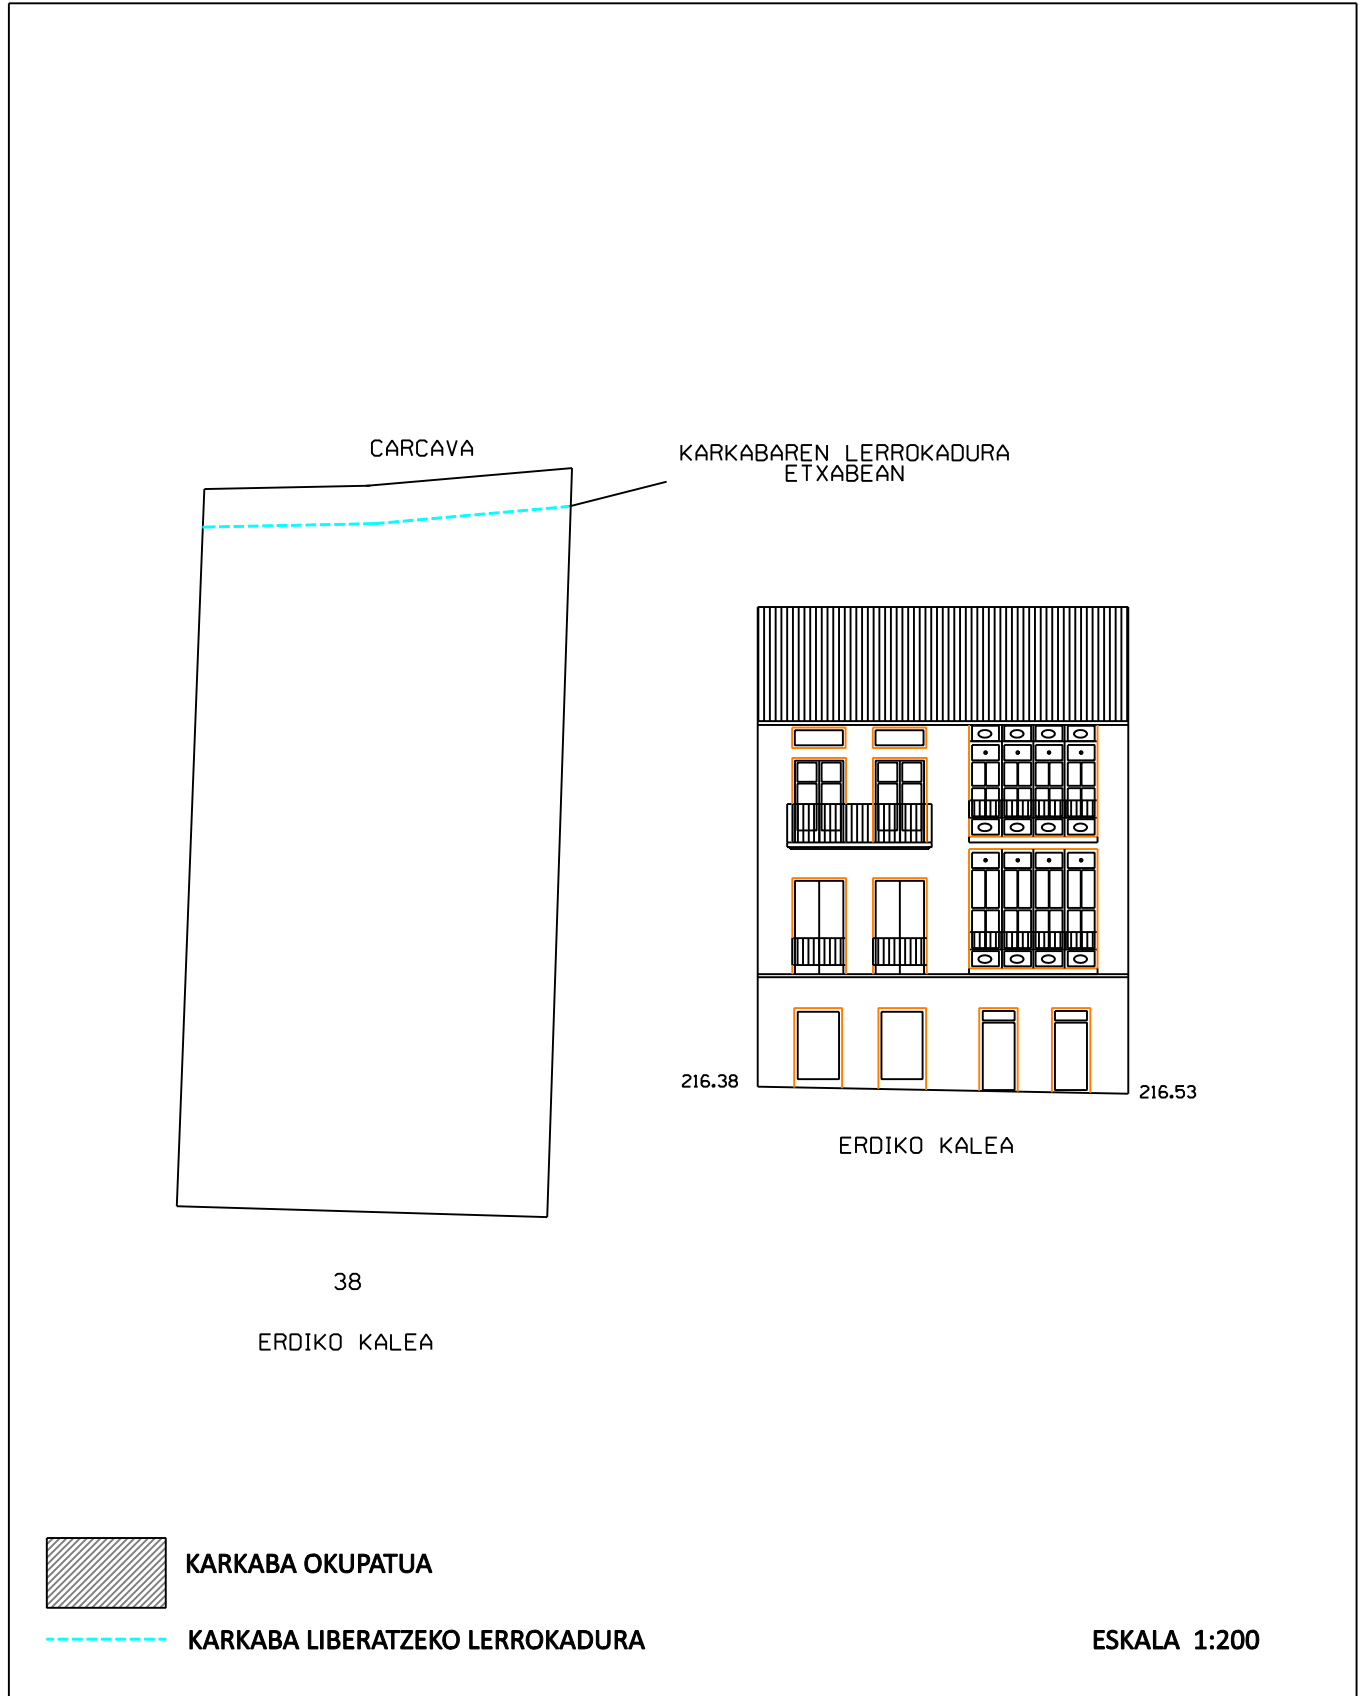 CARCAVA
KARKABAREN LERROKADURA
ETXABEAN
216.38
216.53
ERDIKO KALEA
38
ERDIKO KALEA
KARKABA OKUPATUA
KARKABA LIBERATZEKO LERROKADURA
ESKALA 1:200